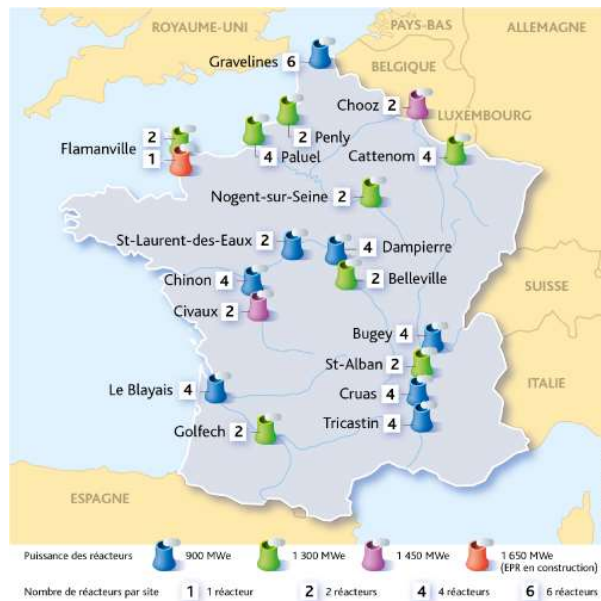 ROYAUME-UNI
PAYS-BAS
ALLEMAGNE
Gravelines 6
BELGIQUE
Chooz 2
LUXEMBOURG
2
Flamanville
1
2 Penly
4 Paluel
Cattenom 4
Nogent-sur-Seine 2
St-Laurent-des-Eaux 2
4 Dampierre
Chinon 4
2 Belleville
Civaux 2
SUISSE
Bugey 4
St-Alban 2
Le Blayais 4
Cruas 4
ITALIE
Tricastin 4
Golfech 2
ESPAGNE
Puissance des réacteurs 900 MWe 1 300 MWe 1 450 MWe 1 650 MWe
(EPR en construction)
Nombre de réacteurs par site 1 1 réacteur 2 2 réacteurs 4 4 réacteurs 6 6 réacteurs